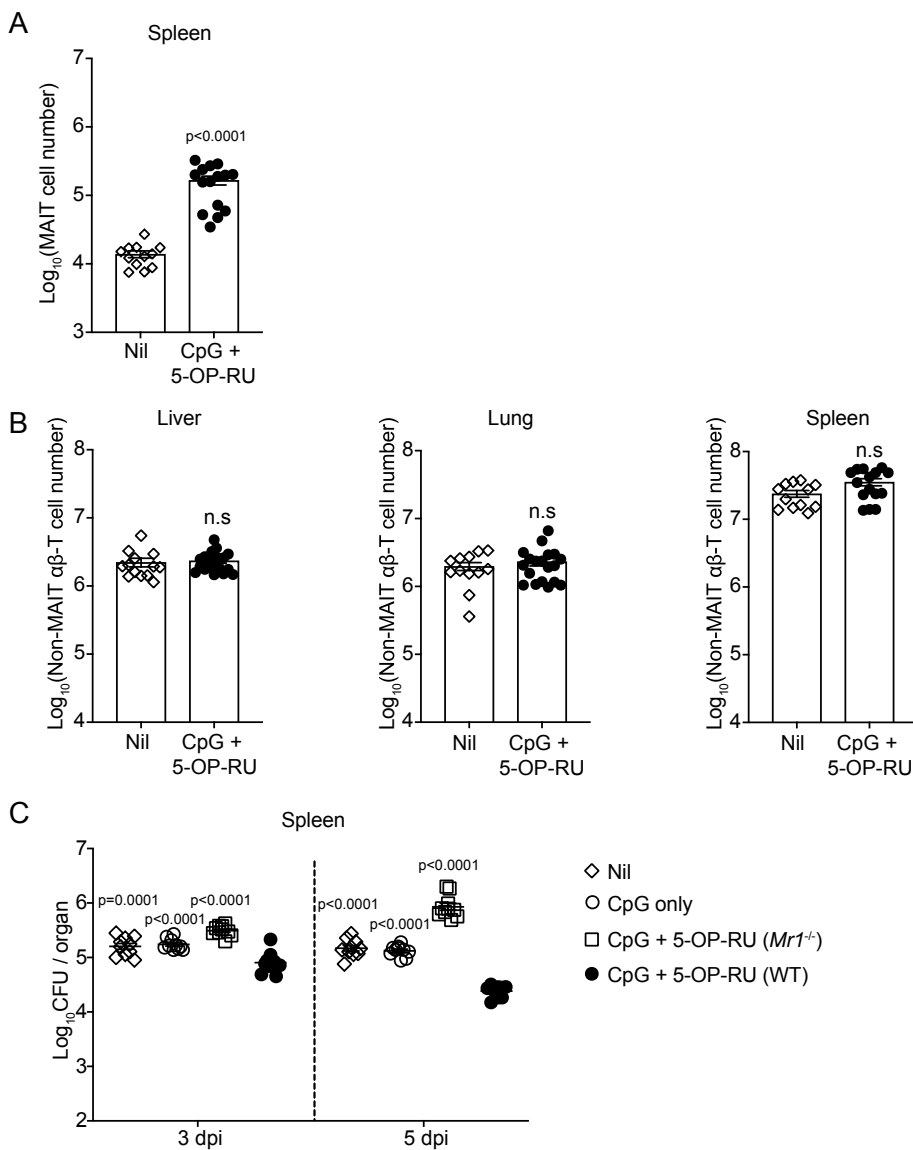 A
Spleen
Log10(MAIT cell number)
7
6
5
4
3
p<0.0001
Nil
CpG +
5-OP-RU
B
Liver
Log10(Non-MAIT αβ-T cell number)
8
7
6
5
4
n.s
Nil
CpG +
5-OP-RU
Lung
Log10(Non-MAIT αβ-T cell number)
8
7
6
5
4
n.s
Nil
CpG +
5-OP-RU
Spleen
Log10(Non-MAIT αβ-T cell number)
8
7
6
5
4
n.s
Nil
CpG +
5-OP-RU
C
Spleen
Log10CFU / organ
7
6
5
4
3
2
p=0.0001
p<0.0001
p<0.0001
p<0.0001
p<0.0001
p<0.0001
3 dpi
5 dpi
Nil
CpG only
CpG + 5-OP-RU (Mr1-/-)
CpG + 5-OP-RU (WT)